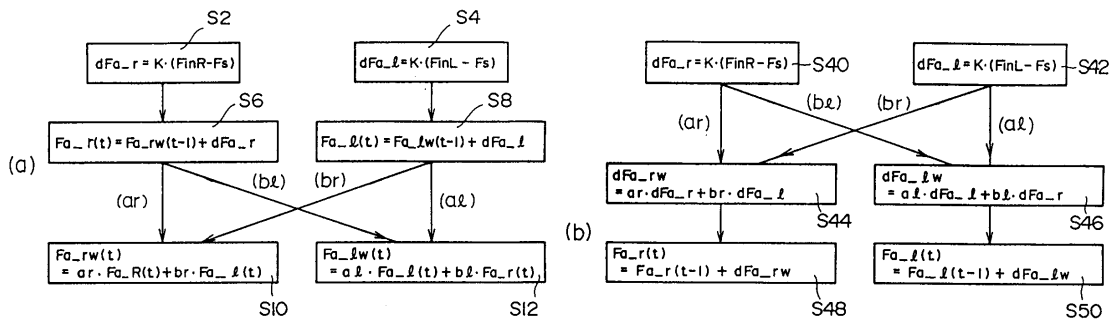 (a)
S2
dFa_r = K·(FinR-Fs)
S4
dFa_ℓ = K·(FinL - Fs)
S6
Fa_r(t) = Fa_rw(t-1) + dFa_r
S8
Fa_ℓ(t) = Fa_ℓw(t-1) + dFa_ℓ
(ar)
(bℓ)
(br)
(aℓ)
Fa_rw(t)
= ar·Fa_R(t)+br·Fa_ℓ(t)
S10
Fa_ℓw(t)
= aℓ·Fa_ℓ(t)+bℓ·Fa_r(t)
S12
(b)
dFa_r = K·(FinR-Fs)
S40
dFa_ℓ = K·(FinL-Fs)
S42
(ar)
(bℓ)
(br)
(aℓ)
dFa_rw
= ar·dFa_r+br·dFa_ℓ
S44
dFa_ℓw
= aℓ·dFa_ℓ+bℓ·dFa_r
S46
Fa_r(t)
= Fa_r(t-1) + dFa_rw
S48
Fa_ℓ(t)
= Fa_ℓ(t-1) + dFa_ℓw
S50